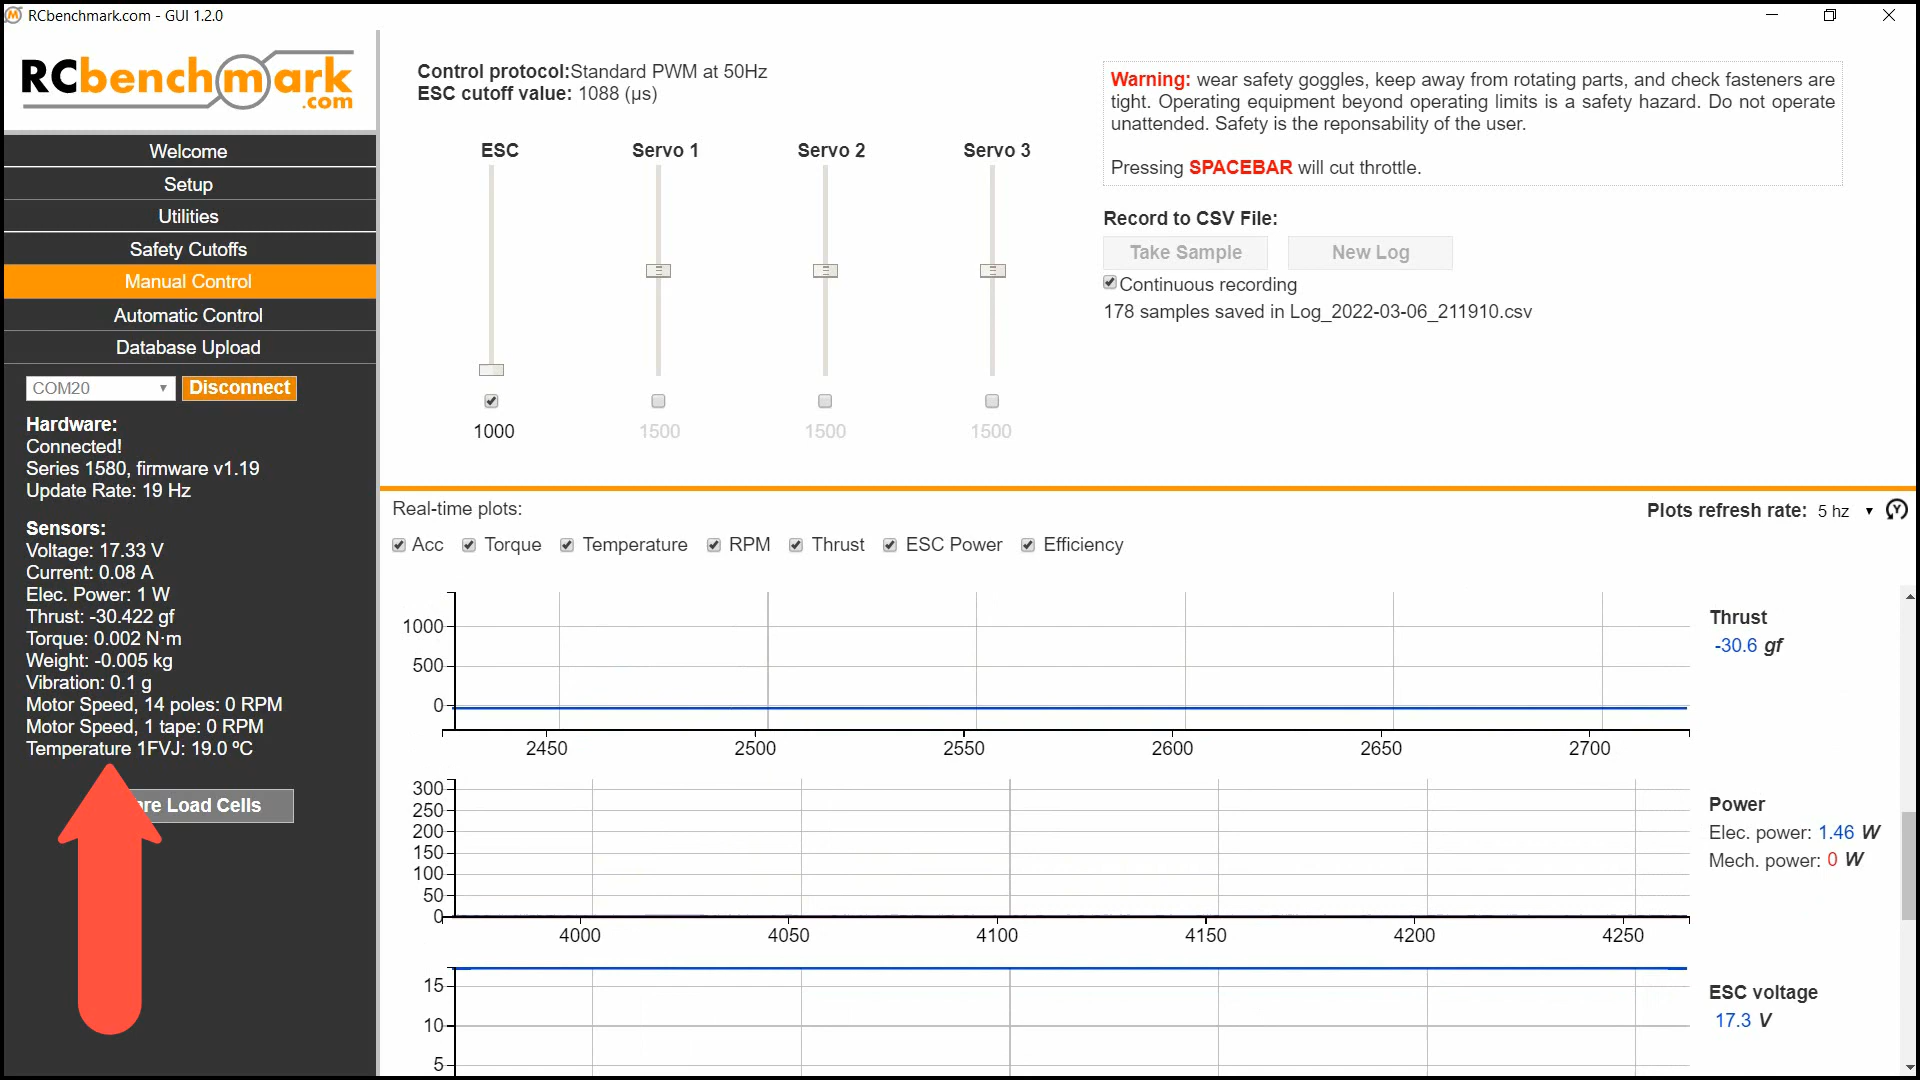 RCbenchmark.com - GUI 1.2.0
RCbenchmark
.com
Welcome
Setup
Utilities
Safety Cutoffs
Manual Control
Automatic Control
Database Upload
COM20
Disconnect
Hardware:
Connected!
Series 1580, firmware v1.19
Update Rate: 19 Hz
Sensors:
Voltage: 17.33 V
Current: 0.08 A
Elec. Power: 1 W
Thrust: -30.422 gf
Torque: 0.002 N·m
Weight: -0.005 kg
Vibration: 0.1 g
Motor Speed, 14 poles: 0 RPM
Motor Speed, 1 tape: 0 RPM
Temperature 1FVJ: 19.0 ºC
Load Cells
Control protocol:Standard PWM at 50Hz
ESC cutoff value: 1088 (µs)
ESC Servo 1 Servo 2 Servo 3
1000 1500 1500 1500
Warning: wear safety goggles, keep away from rotating parts, and check fasteners are
tight. Operating equipment beyond operating limits is a safety hazard. Do not operate
unattended. Safety is the reponsability of the user.
Pressing SPACEBAR will cut throttle.
Record to CSV File:
Take Sample New Log
Continuous recording
178 samples saved in Log_2022-03-06_211910.csv
Real-time plots:
Plots refresh rate: 5 hz
Acc Torque Temperature RPM Thrust ESC Power Efficiency
1000
500
0
2450 2500 2550 2600 2650 2700
Thrust
-30.6 gf
300
250
200
150
100
50
0
4000 4050 4100 4150 4200 4250
Power
Elec. power: 1.46 W
Mech. power: 0 W
15
10
5
ESC voltage
17.3 V